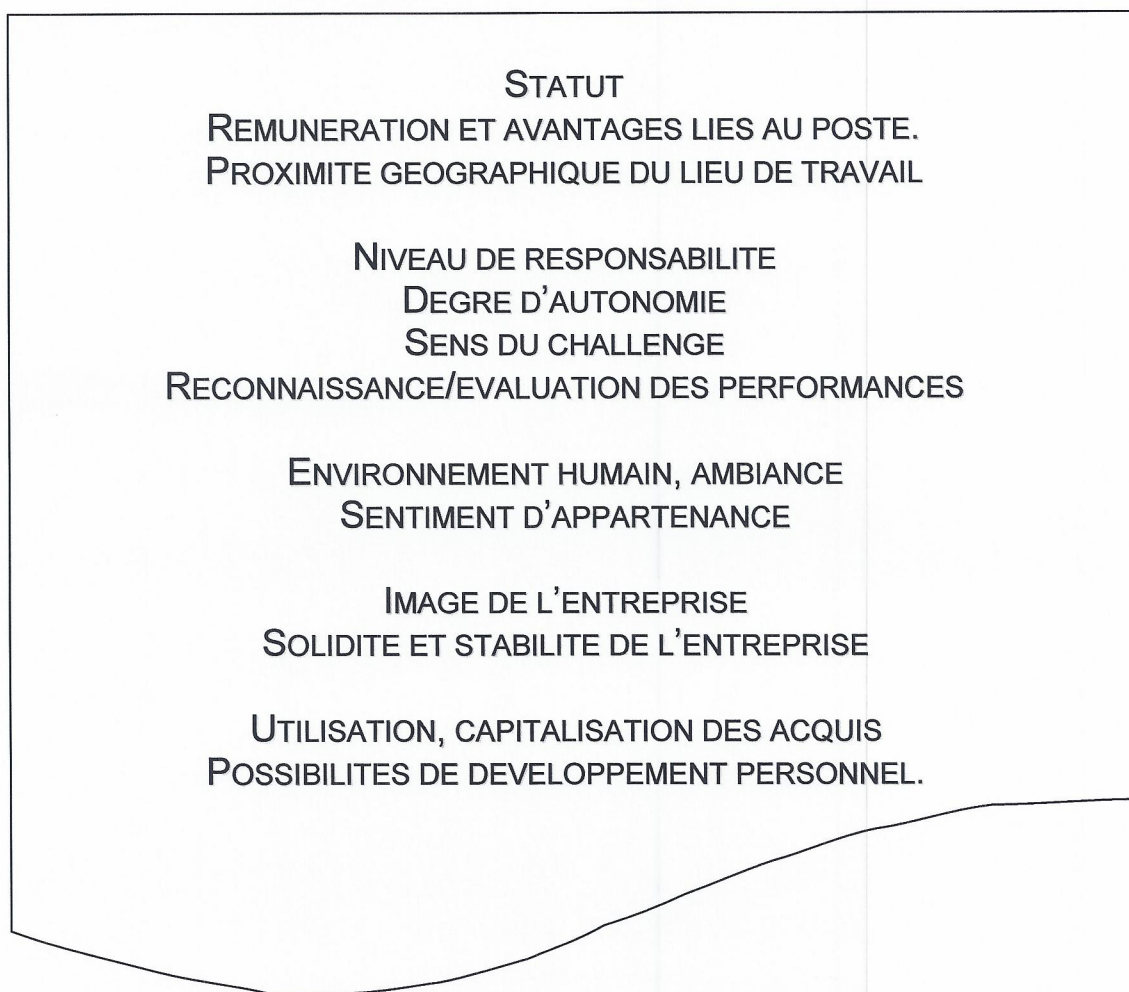 STATUT
REMUNERATION ET AVANTAGES LIES AU POSTE.
PROXIMITE GEOGRAPHIQUE DU LIEU DE TRAVAIL
NIVEAU DE RESPONSABILITE
DEGRE D'AUTONOMIE
SENS DU CHALLENGE
RECONNAISSANCE/EVALUATION DES PERFORMANCES
ENVIRONNEMENT HUMAIN, AMBIANCE
SENTIMENT D'APPARTENANCE
IMAGE DE L'ENTREPRISE
SOLIDITE ET STABILITE DE L'ENTREPRISE
UTILISATION, CAPITALISATION DES ACQUIS
POSSIBILITES DE DEVELOPPEMENT PERSONNEL.